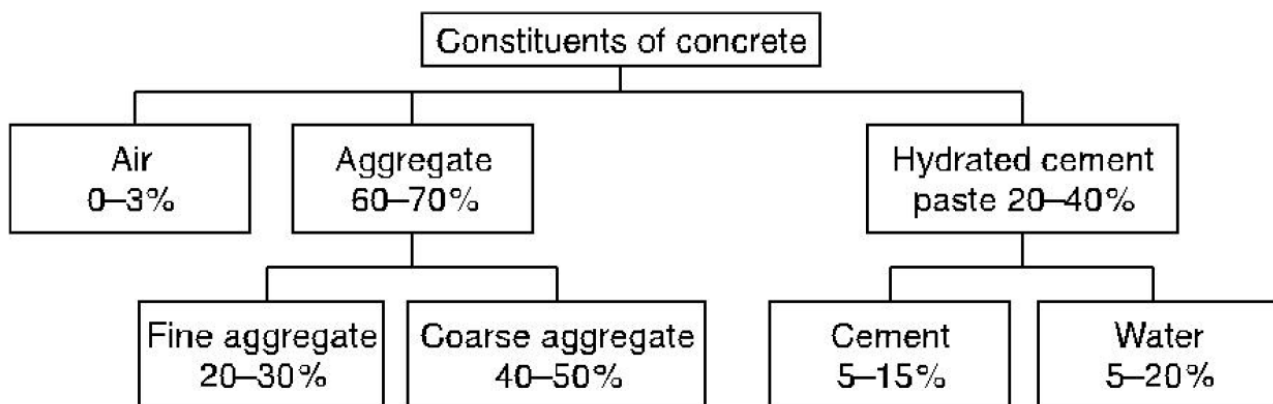 Constituents of concrete
Air
0–3%
Aggregate
60–70%
Hydrated cement
paste 20–40%
Fine aggregate
20–30%
Coarse aggregate
40–50%
Cement
5–15%
Water
5–20%